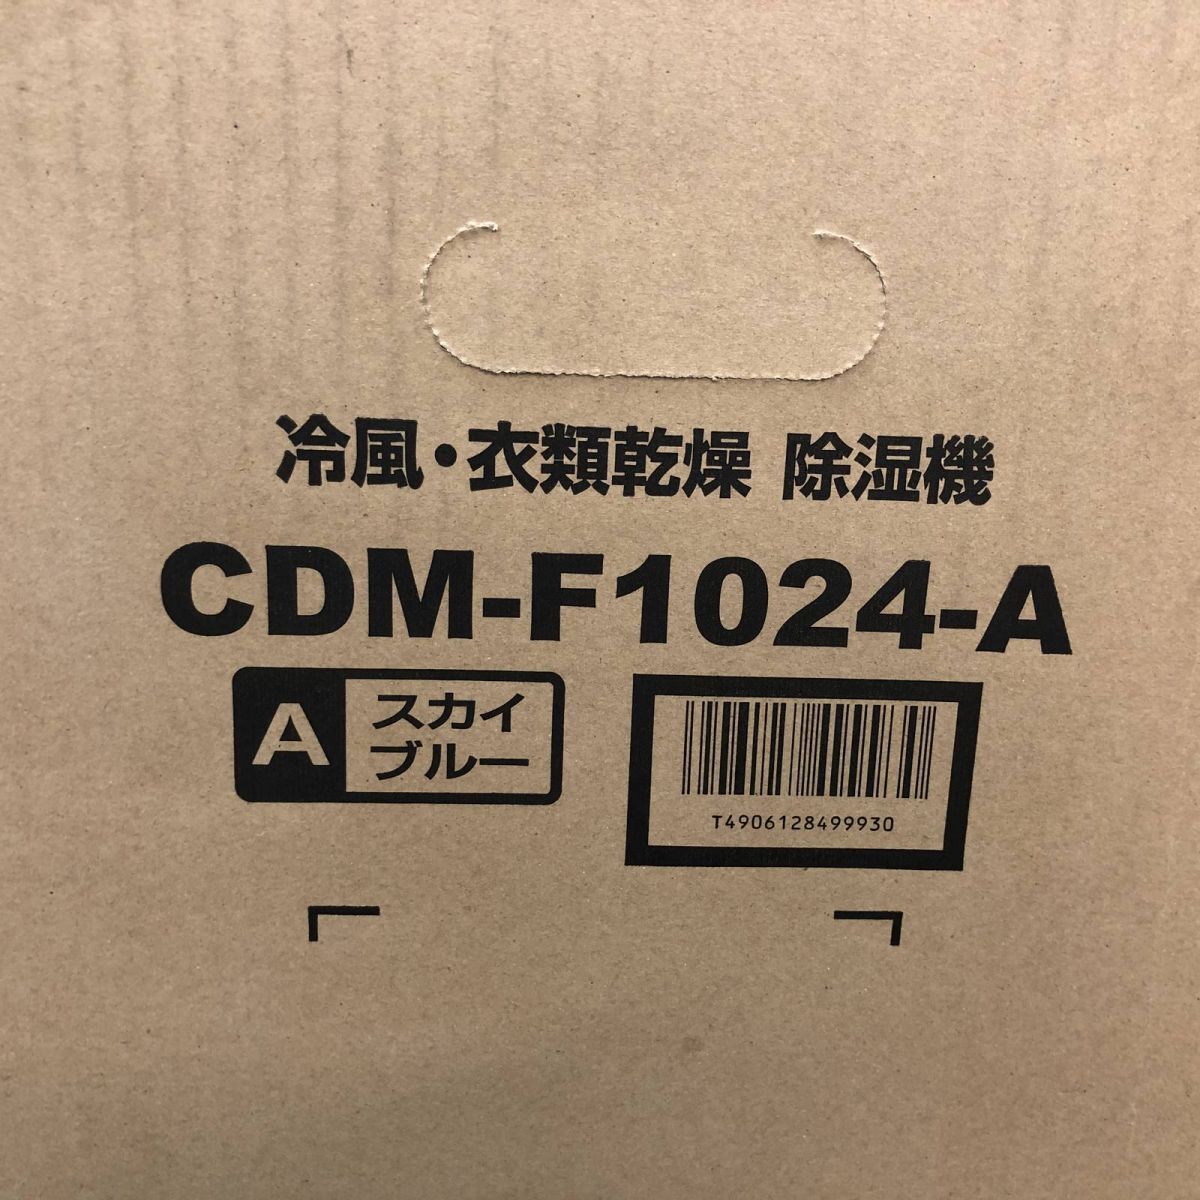 冷風・衣類乾燥 除湿機
CDM-F1024-A
A スカイ
ブルー
T4906128499930